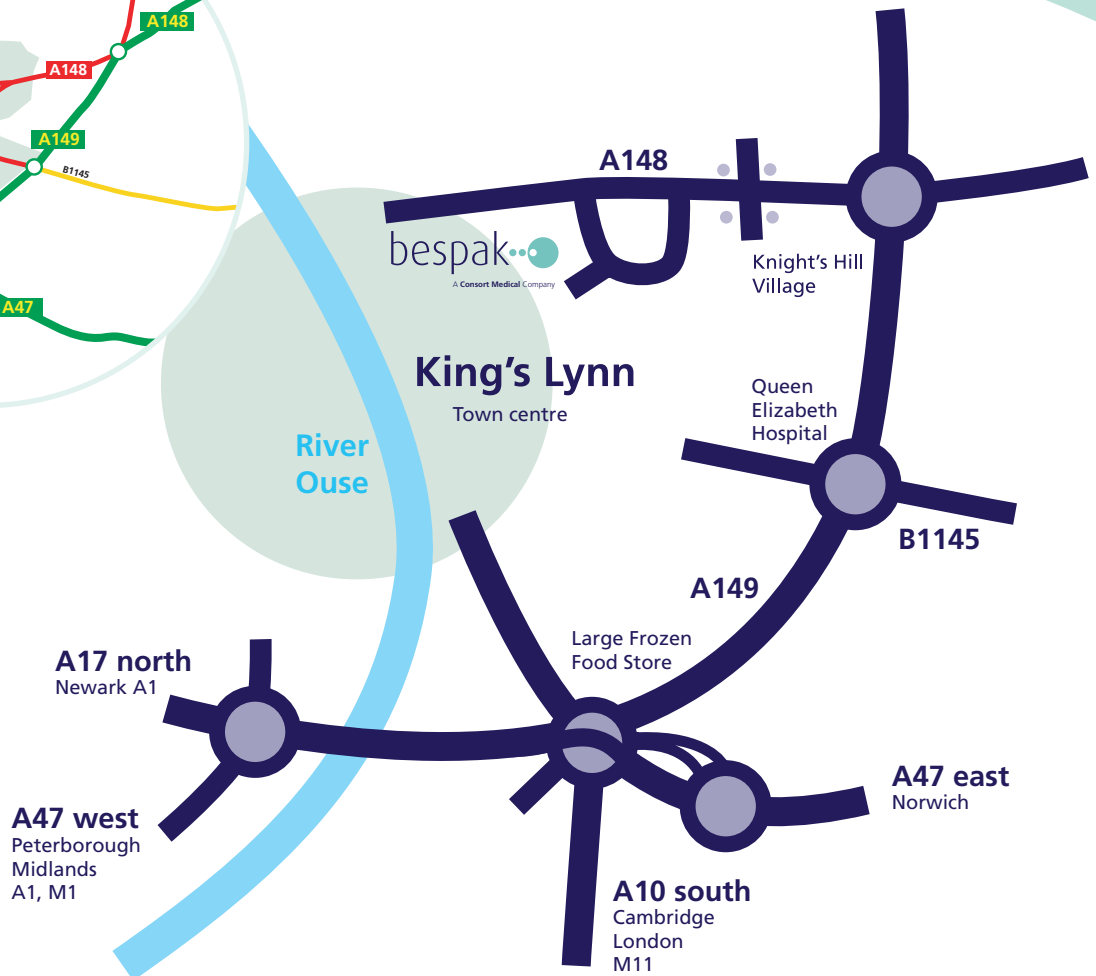 A148
A148
A149
B1145
A47
A148
bespak
A Consort Medical Company
Knight's Hill
Village
King's Lynn
Town centre
Queen
Elizabeth
Hospital
River
Ouse
B1145
A149
Large Frozen
Food Store
A17 north
Newark A1
A47 east
Norwich
A47 west
Peterborough
Midlands
A1, M1
A10 south
Cambridge
London
M11